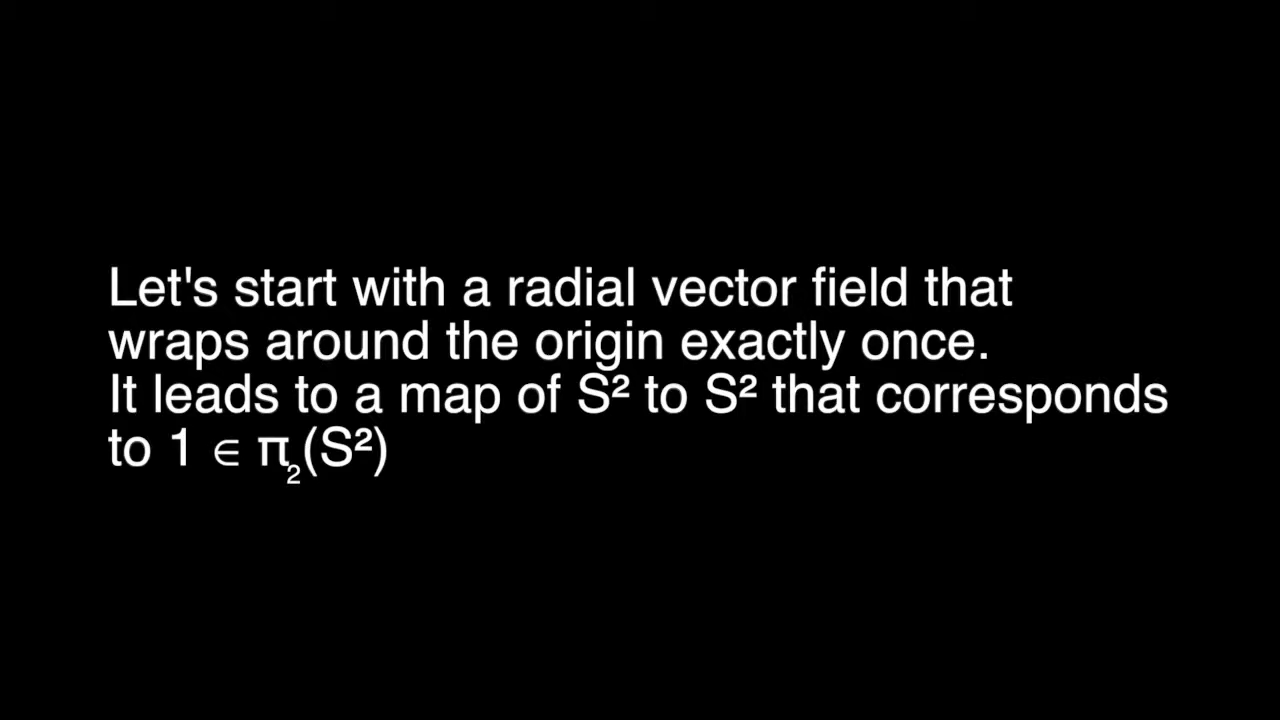 Let's start with a radial vector field that
wraps around the origin exactly once.
It leads to a map of S² to S² that corresponds
to 1 ∈ π₂(S²)